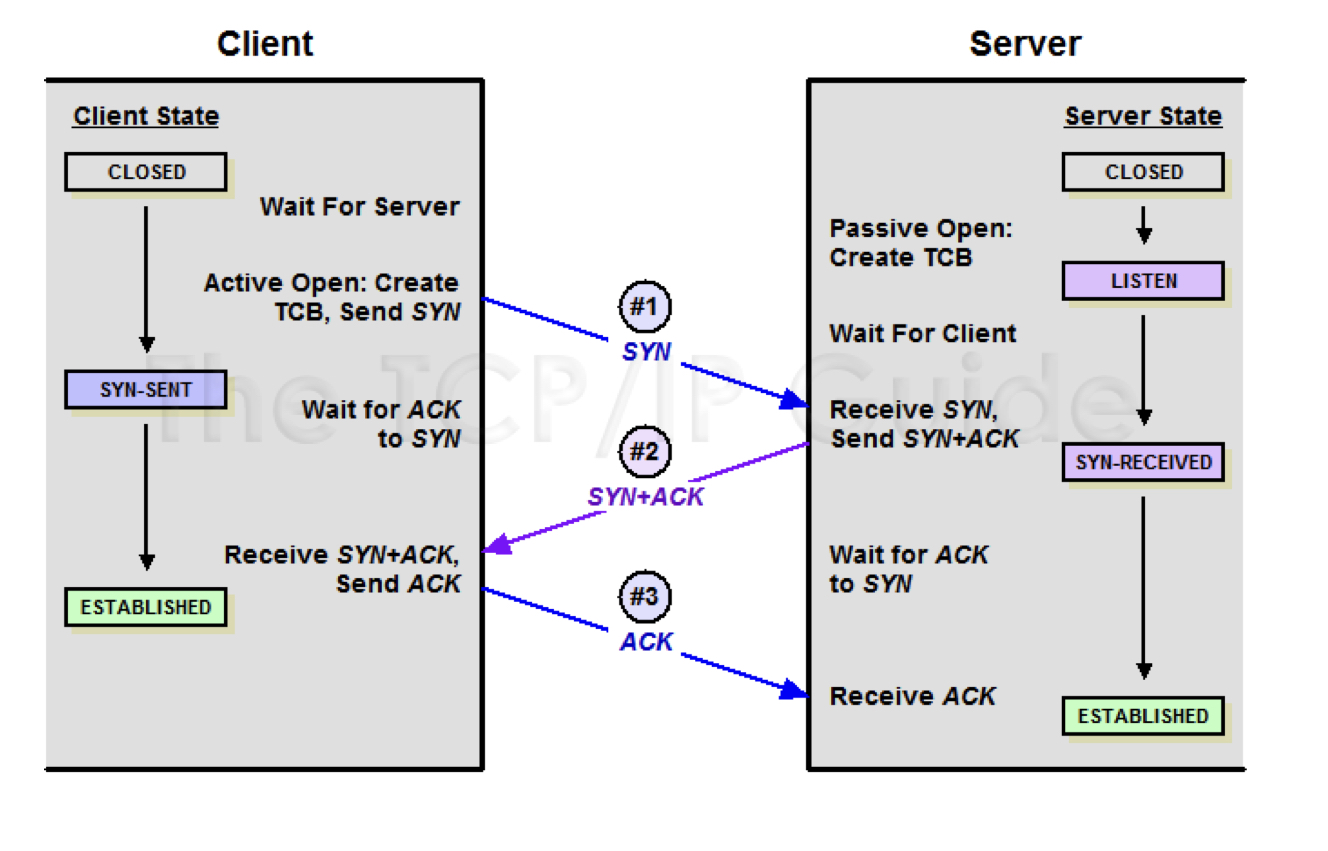 Client
Server
Client State
CLOSED
Wait For Server
Active Open: Create
TCB, Send SYN
SYN-SENT
Wait for ACK
to SYN
Receive SYN+ACK,
Send ACK
ESTABLISHED
#1
SYN
#2
SYN+ACK
#3
ACK
Server State
CLOSED
Passive Open:
Create TCB
LISTEN
Wait For Client
Receive SYN,
Send SYN+ACK
SYN-RECEIVED
Wait for ACK
to SYN
Receive ACK
ESTABLISHED
The TCP/IP Guide